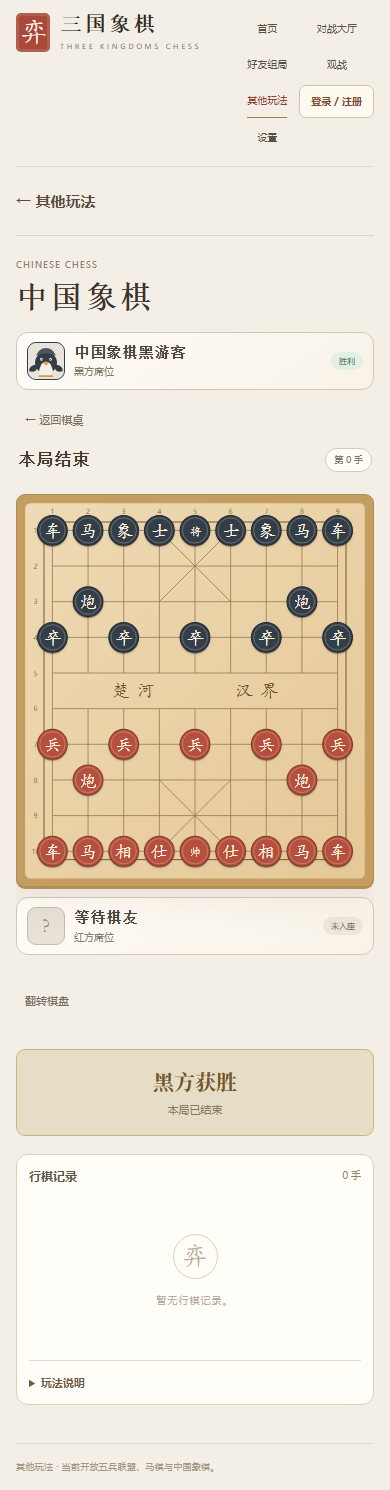 弈 三国象棋
THREE KINGDOMS CHESS
首页 对战大厅
好友组局 观战
其他玩法 登录 / 注册
设置
← 其他玩法
CHINESE CHESS
中国象棋
中国象棋黑游客
黑方席位
胜利
← 返回棋桌
本局结束
第 0 手
1 2 3 4 5 6 7 8 9
车 马 象 士 将 士 象 马 车
2
3 炮 炮
卒 卒 卒 卒 卒
5
楚河 汉界
6
兵 兵 兵 兵 兵
8 炮 炮
9
车 马 相 仕 帅 仕 相 马 车
? 等待棋友
红方席位
未入座
翻转棋盘
黑方获胜
本局已结束
行棋记录 0 手
弈
暂无行棋记录。
▶ 玩法说明
其他玩法 · 当前开放五兵联盟、马棋与中国象棋。